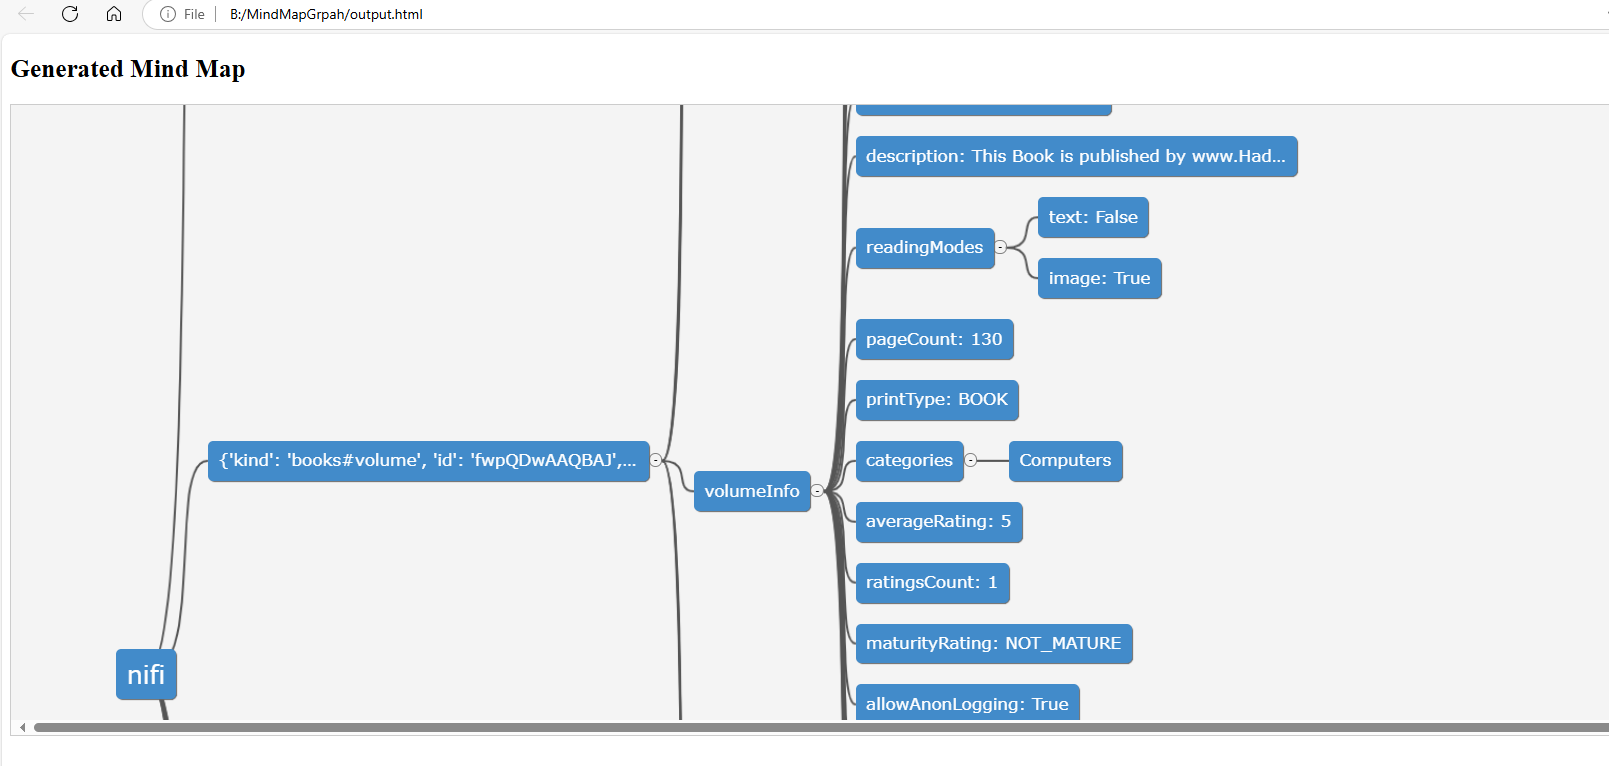 File
B:/MindMapGrpah/output.html
Generated Mind Map
description: This Book is published by www.Had...
text: False
readingModes
image: True
pageCount: 130
printType: BOOK
{'kind': 'books#volume', 'id': 'fwpQDwAAQBAJ',...
categories
Computers
volumeInfo
averageRating: 5
ratingsCount: 1
maturityRating: NOT_MATURE
nifi
allowAnonLogging: True